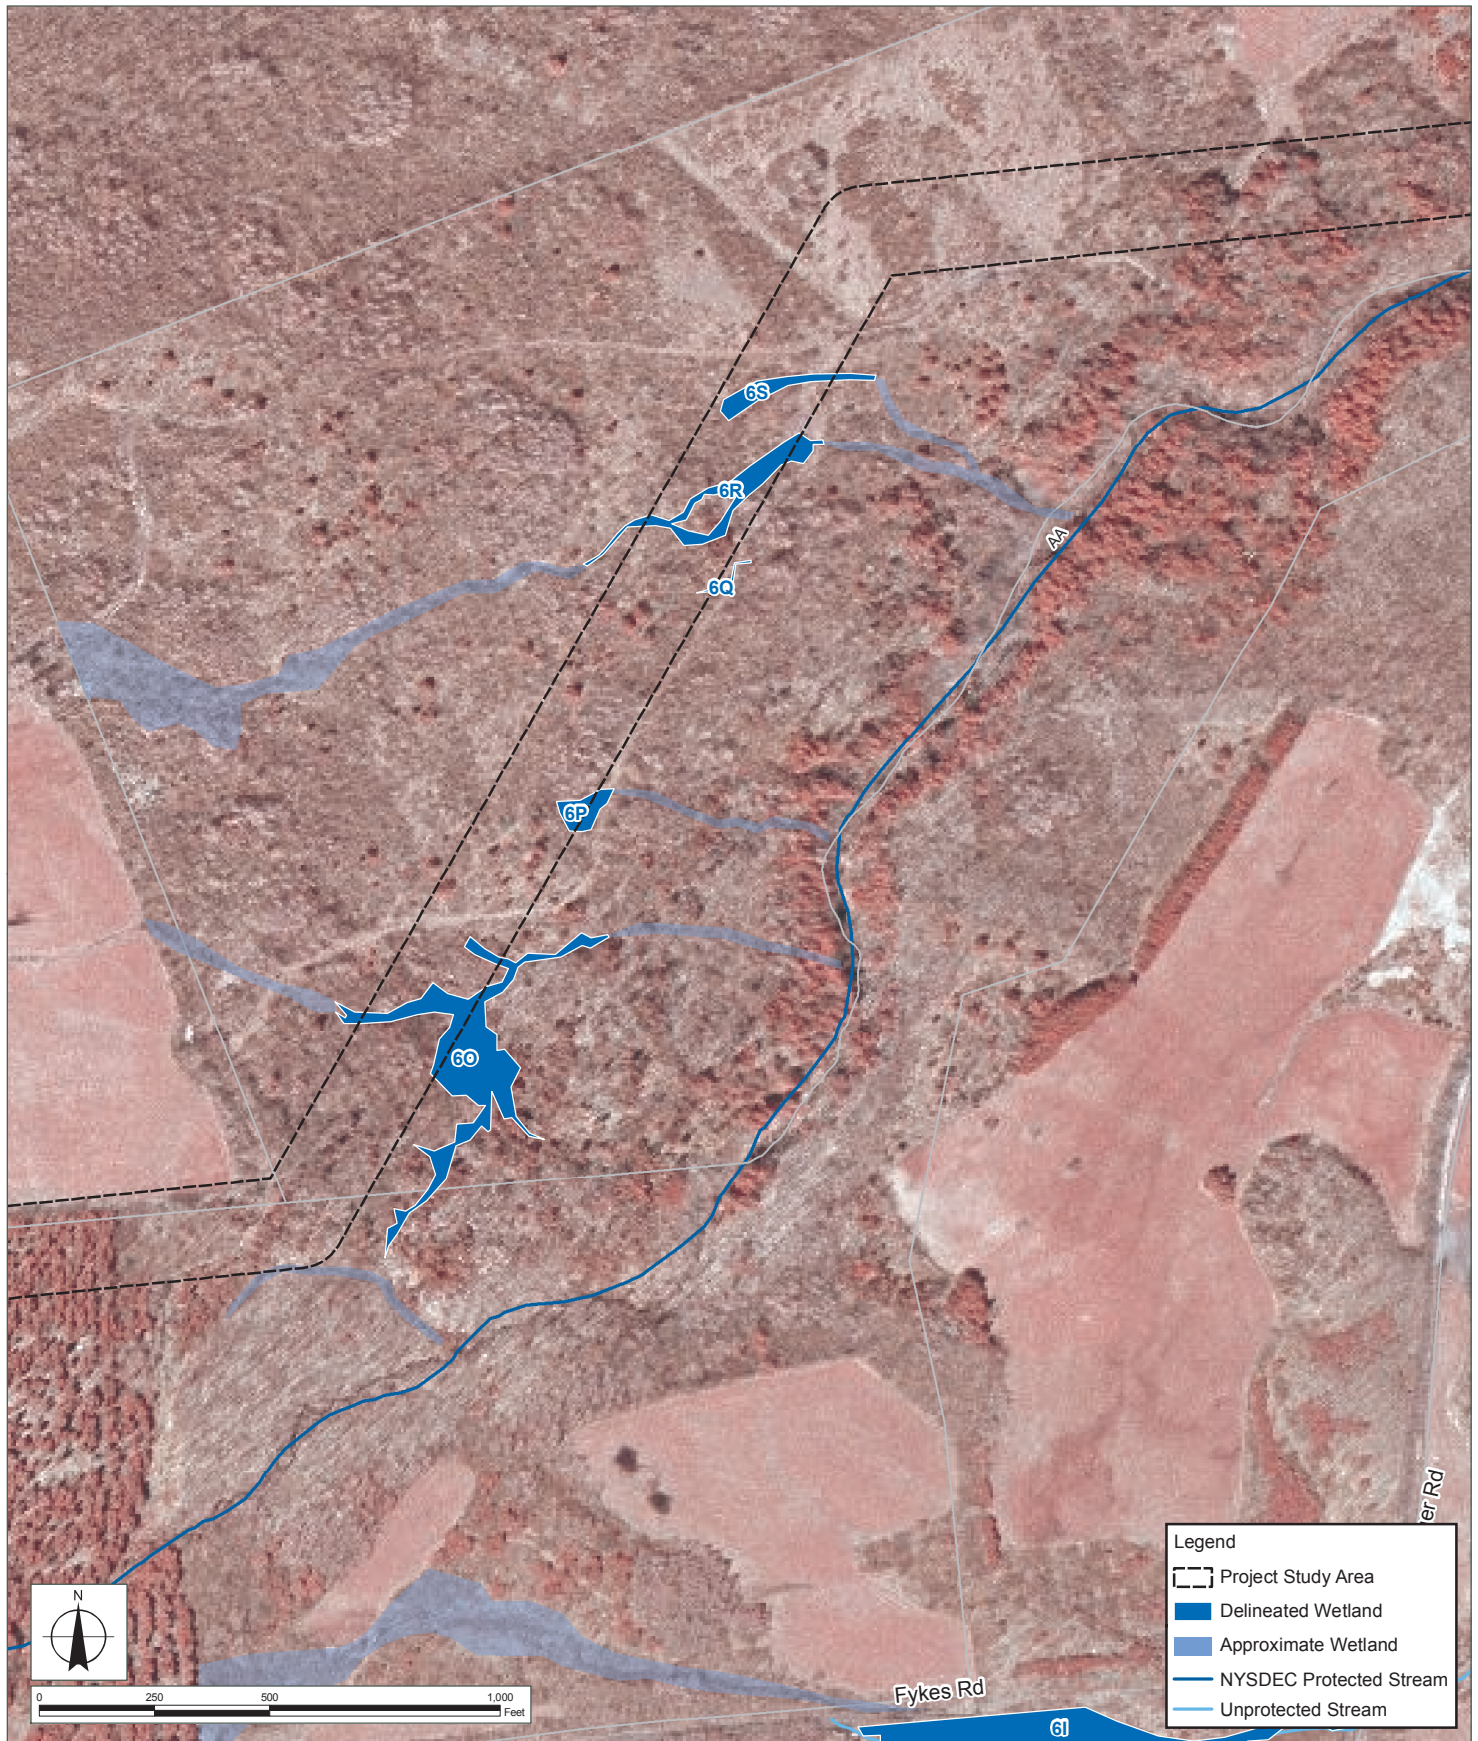 6S
6R
AA
6Q
6P
6O
er Rd
Legend
Project Study Area
Delineated Wetland
Approximate Wetland
NYSDEC Protected Stream
Unprotected Stream
N
0 250 500 1,000
Feet
Fykes Rd
6I